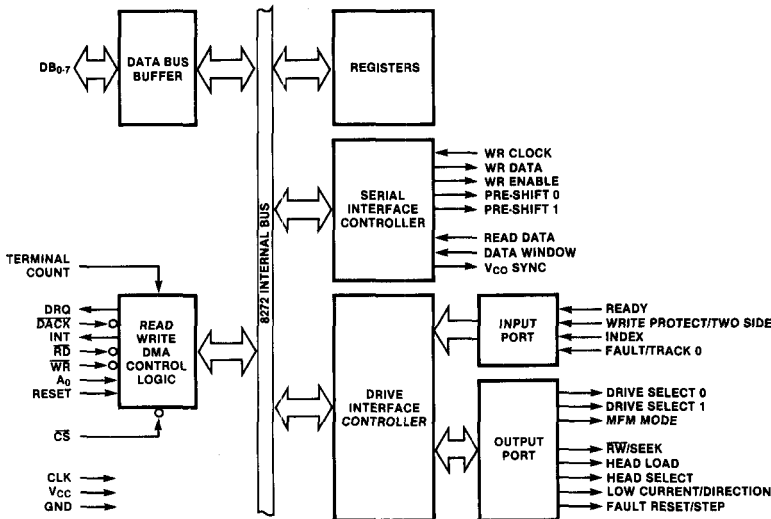 DB0-7
DATA BUS
BUFFER
REGISTERS
8272 INTERNAL BUS
SERIAL
INTERFACE
CONTROLLER
WR CLOCK
WR DATA
WR ENABLE
PRE-SHIFT 0
PRE-SHIFT 1
READ DATA
DATA WINDOW
VCO SYNC
TERMINAL
COUNT
DRQ
DACK
INT
RD
WR
A0
RESET
CS
READ
WRITE
DMA
CONTROL
LOGIC
DRIVE
INTERFACE
CONTROLLER
INPUT
PORT
READY
WRITE PROTECT/TWO SIDE
INDEX
FAULT/TRACK 0
OUTPUT
PORT
DRIVE SELECT 0
DRIVE SELECT 1
MFM MODE
RW/SEEK
HEAD LOAD
HEAD SELECT
LOW CURRENT/DIRECTION
FAULT RESET/STEP
CLK
VCC
GND